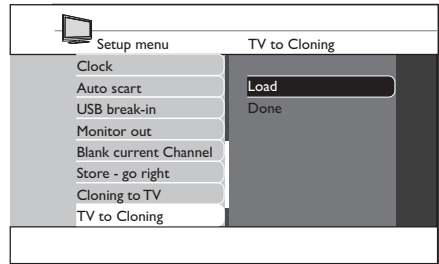 Setup menu
TV to Cloning
Clock
Auto scart
USB break-in
Monitor out
Blank current Channel
Store - go right
Cloning to TV
TV to Cloning
Load
Done